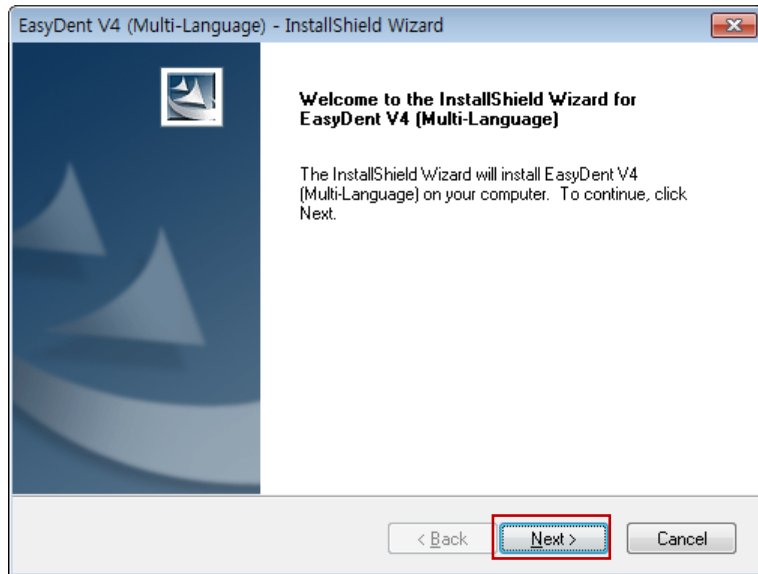 EasyDent V4 (Multi-Language) - InstallShield Wizard
Welcome to the InstallShield Wizard for
EasyDent V4 (Multi-Language)
The InstallShield Wizard will install EasyDent V4
(Multi-Language) on your computer.  To continue, click
Next.
< Back
Next >
Cancel